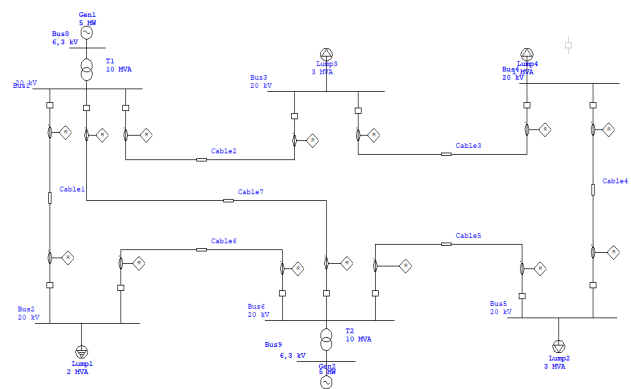 Gen1
5 MW
Bus8
6,3 kV
T1
10 MVA
20 kV
Bus1
Lump3
3 MVA
Bus3
20 kV
Lump4
Bus4
20 kV
R
R
R
R
R
R
R
Cable2
Cable3
Cable1
Cable7
Cable4
Cable6
Cable5
R
R
R
R
R
R
R
Bus2
20 kV
Bus6
20 kV
Bus5
20 kV
Lump1
2 MVA
T2
10 MVA
Bus9
6,3 kV
Gen2
5 MW
Lump2
3 MVA